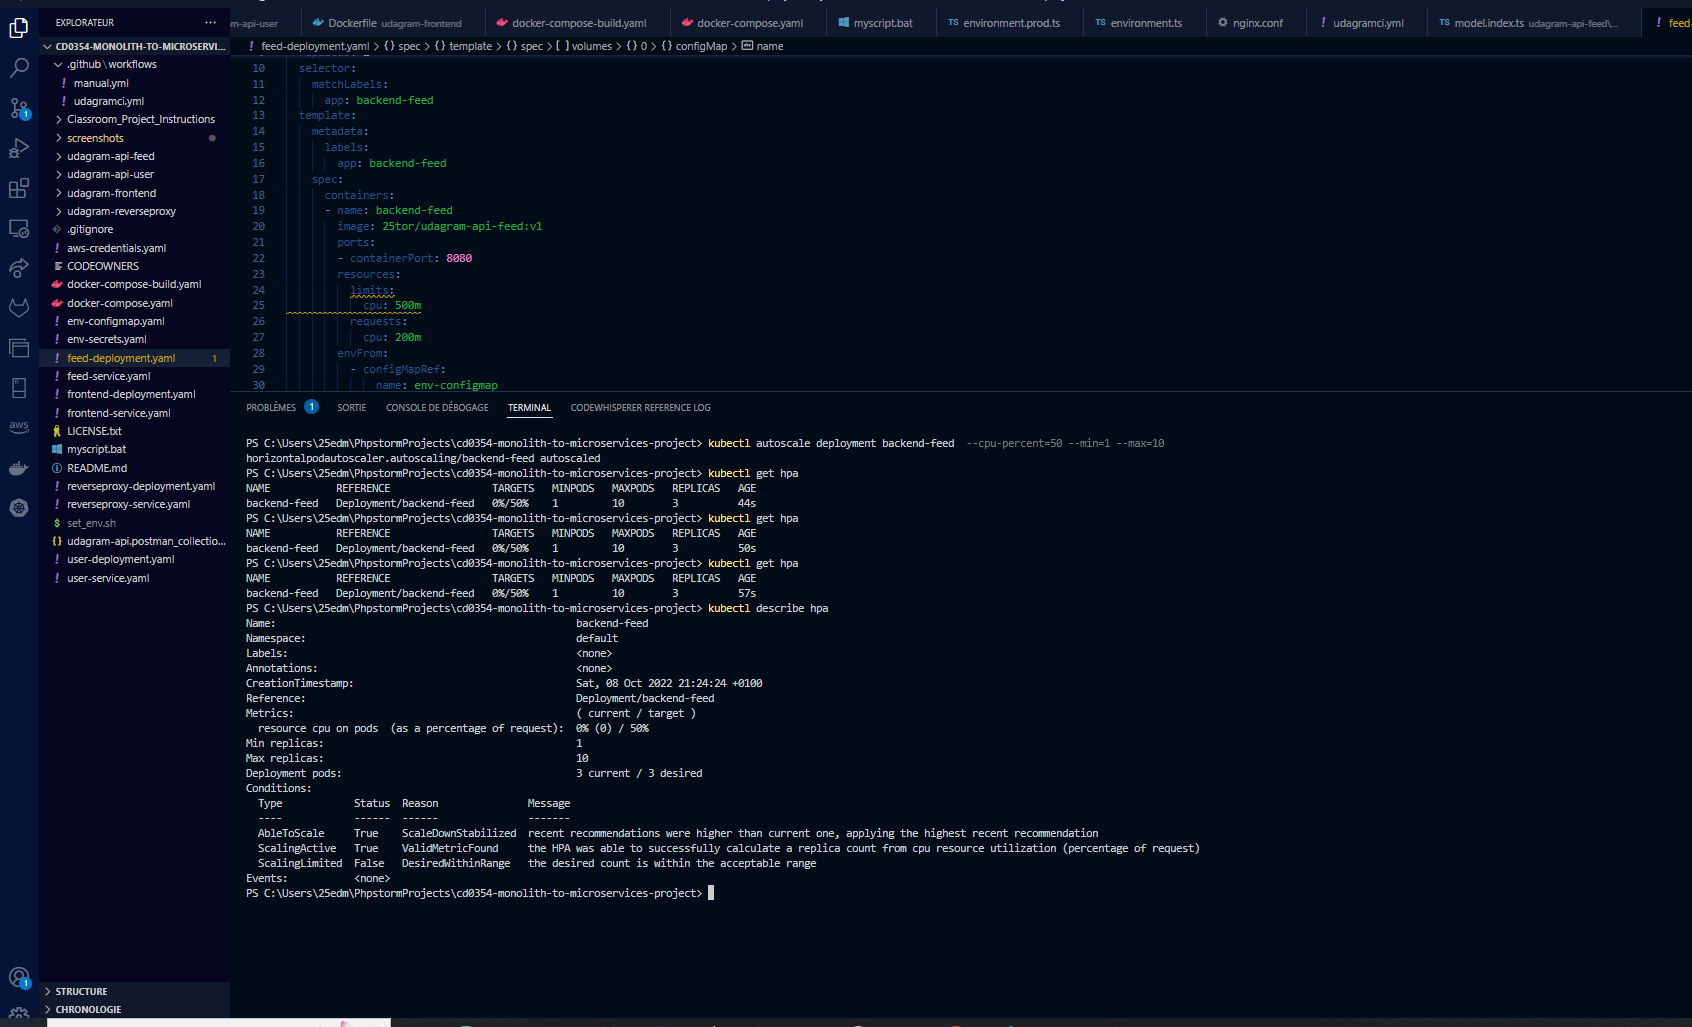 EXPLORATEUR
···
m-api-user
Dockerfile udagram-frontend
docker-compose-build.yaml
docker-compose.yaml
myscript.bat
TS environment.prod.ts
TS environment.ts
nginx.conf
! udagramci.yml
TS model.index.ts udagram-api-feed\...
! feed-
CD0354-MONOLITH-TO-MICROSERVI...
.github\workflows
! manual.yml
! udagramci.yml
Classroom_Project_Instructions
screenshots
udagram-api-feed
udagram-api-user
udagram-frontend
udagram-reverseproxy
.gitignore
! aws-credentials.yaml
CODEOWNERS
docker-compose-build.yaml
docker-compose.yaml
! env-configmap.yaml
! env-secrets.yaml
! feed-deployment.yaml 1
! feed-service.yaml
! frontend-deployment.yaml
! frontend-service.yaml
LICENSE.txt
myscript.bat
README.md
! reverseproxy-deployment.yaml
! reverseproxy-service.yaml
$ set_env.sh
{} udagram-api.postman_collectio...
! user-deployment.yaml
! user-service.yaml
STRUCTURE
CHRONOLOGIE
1
aws
1
! feed-deployment.yaml > {} spec > {} template > {} spec > [ ] volumes > {} 0 > {} configMap > name
10 selector:
11 matchLabels:
12 app: backend-feed
13 template:
14 metadata:
15 labels:
16 app: backend-feed
17 spec:
18 containers:
19 - name: backend-feed
20 image: 25tor/udagram-api-feed:v1
21 ports:
22 - containerPort: 8080
23 resources:
24 limits:
25 cpu: 500m
26 requests:
27 cpu: 200m
28 envFrom:
29 - configMapRef:
30 name: env-configmap
PROBLÈMES 1 SORTIE CONSOLE DE DÉBOGAGE TERMINAL CODEWHISPERER REFERENCE LOG
PS C:\Users\25edm\PhpstormProjects\cd0354-monolith-to-microservices-project> kubectl autoscale deployment backend-feed --cpu-percent=50 --min=1 --max=10
horizontalpodautoscaler.autoscaling/backend-feed autoscaled
PS C:\Users\25edm\PhpstormProjects\cd0354-monolith-to-microservices-project> kubectl get hpa
NAME REFERENCE TARGETS MINPODS MAXPODS REPLICAS AGE
backend-feed Deployment/backend-feed 0%/50% 1 10 3 44s
PS C:\Users\25edm\PhpstormProjects\cd0354-monolith-to-microservices-project> kubectl get hpa
NAME REFERENCE TARGETS MINPODS MAXPODS REPLICAS AGE
backend-feed Deployment/backend-feed 0%/50% 1 10 3 50s
PS C:\Users\25edm\PhpstormProjects\cd0354-monolith-to-microservices-project> kubectl get hpa
NAME REFERENCE TARGETS MINPODS MAXPODS REPLICAS AGE
backend-feed Deployment/backend-feed 0%/50% 1 10 3 57s
PS C:\Users\25edm\PhpstormProjects\cd0354-monolith-to-microservices-project> kubectl describe hpa
Name: backend-feed
Namespace: default
Labels: <none>
Annotations: <none>
CreationTimestamp: Sat, 08 Oct 2022 21:24:24 +0100
Reference: Deployment/backend-feed
Metrics: ( current / target )
resource cpu on pods (as a percentage of request): 0% (0) / 50%
Min replicas: 1
Max replicas: 10
Deployment pods: 3 current / 3 desired
Conditions:
Type Status Reason Message
---- ------ ------ -------
AbleToScale True ScaleDownStabilized recent recommendations were higher than current one, applying the highest recent recommendation
ScalingActive True ValidMetricFound the HPA was able to successfully calculate a replica count from cpu resource utilization (percentage of request)
ScalingLimited False DesiredWithinRange the desired count is within the acceptable range
Events: <none>
PS C:\Users\25edm\PhpstormProjects\cd0354-monolith-to-microservices-project>